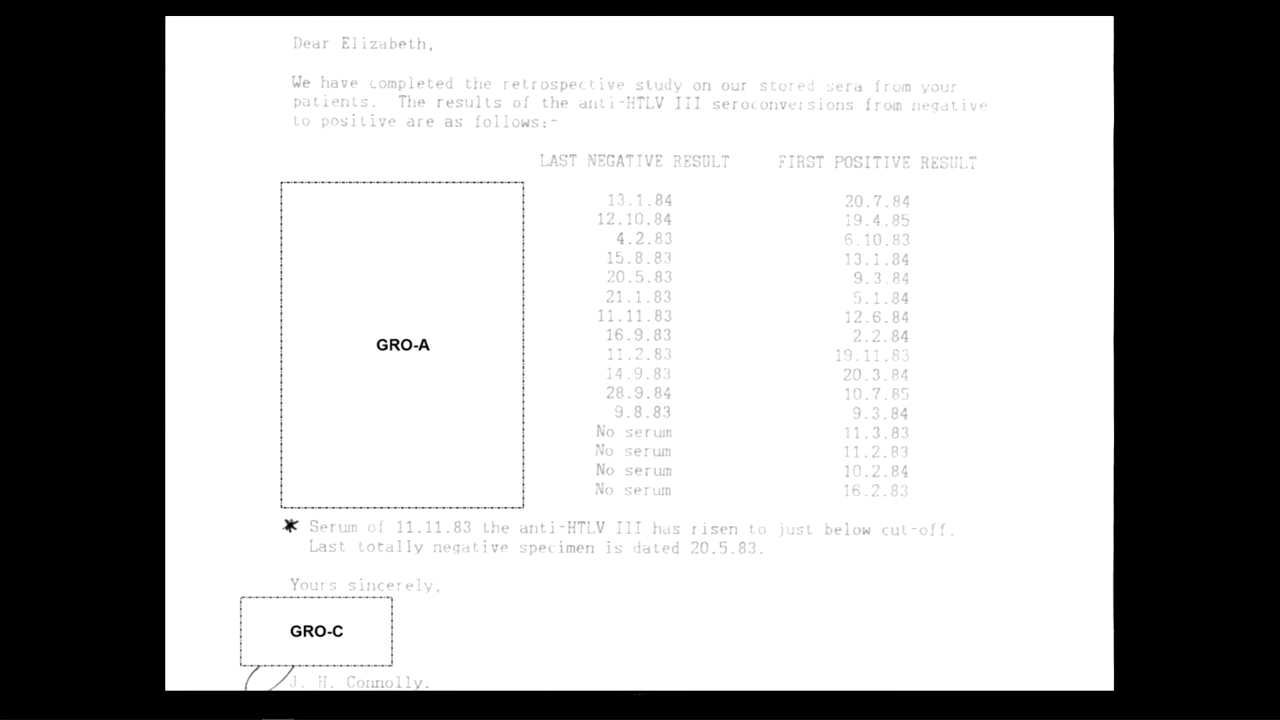 Dear Elizabeth,
We have completed the retrospective study on our stored sera from your
patients. The results of the anti-HTLV III seroconversions from negative
to positive are as follows:-
LAST NEGATIVE RESULT FIRST POSITIVE RESULT
13.1.84 20.7.84
12.10.84 19.4.85
4.2.83 6.10.83
15.8.83 13.1.84
20.5.83 9.3.84
21.1.83 5.1.84
11.11.83 12.6.84
16.9.83 2.2.84
GRO-A
11.2.83 19.11.83
14.9.83 20.3.84
28.9.84 10.7.85
9.8.83 9.3.84
No serum 11.3.83
No serum 11.2.83
No serum 10.2.84
No serum 16.2.83
* Serum of 11.11.83 the anti-HTLV III has risen to just below cut-off.
Last totally negative specimen is dated 20.5.83.
Yours sincerely,
GRO-C
J. H. Connolly.